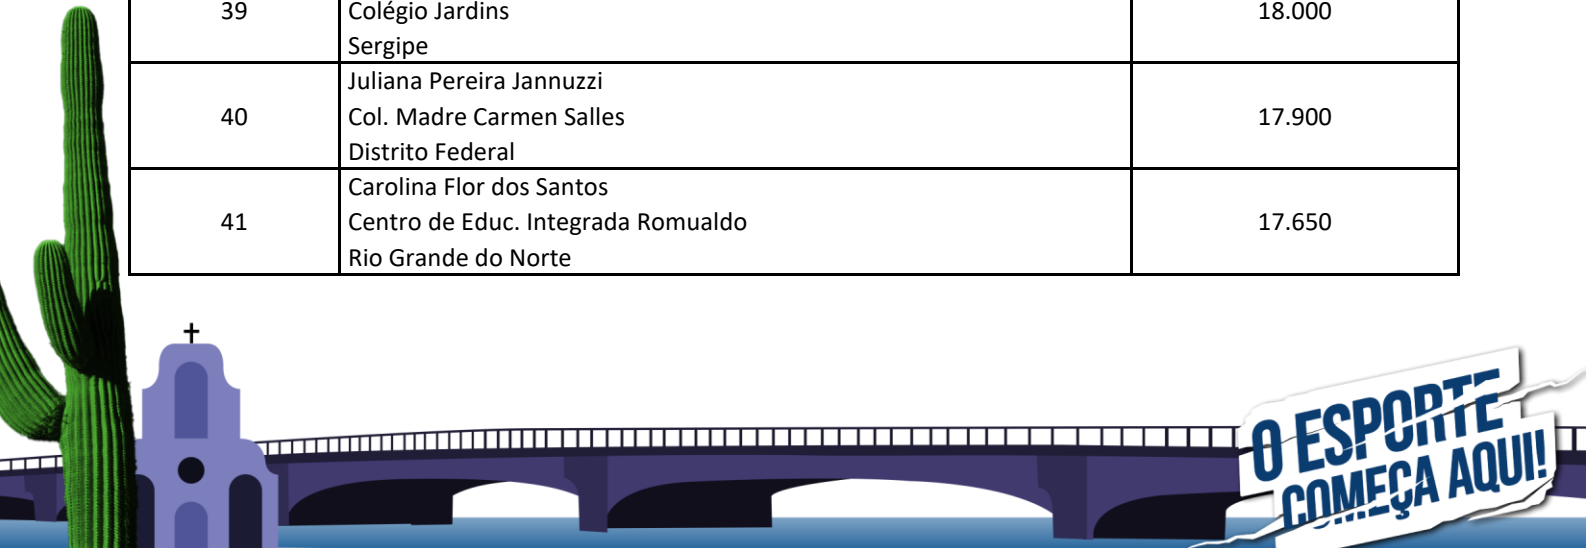 39
Colégio Jardins
Sergipe
18.000
40
Juliana Pereira Jannuzzi
Col. Madre Carmen Salles
Distrito Federal
17.900
41
Carolina Flor dos Santos
Centro de Educ. Integrada Romualdo
Rio Grande do Norte
17.650
O ESPORTE
COMEÇA AQUI!